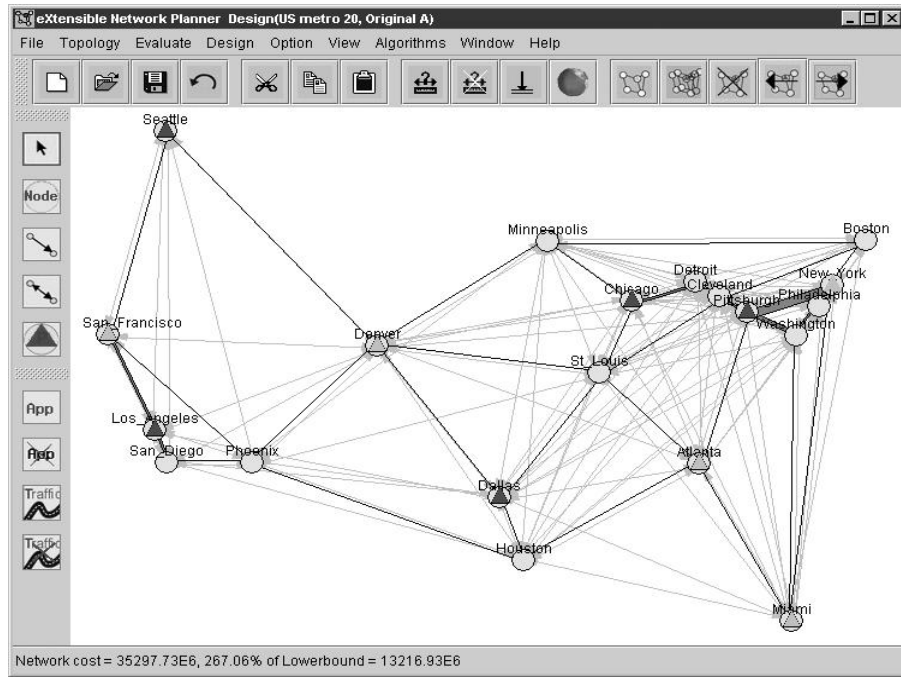 eXtensible Network Planner Design(US metro 20, Original A)
File Topology Evaluate Design Option View Algorithms Window Help
Seattle
Node
Minneapolis
Boston
Detroit
New_York
Chicago
Cleveland
Pittsburgh
Philadelphia
San_Francisco
Washington
Denver
St_Louis
App
Los_Angeles
San_Diego
Phoenix
App
Atlanta
Dallas
Traffic
Houston
Traffic
Miami
Network cost = 35297.73E6, 267.06% of Lowerbound = 13216.93E6